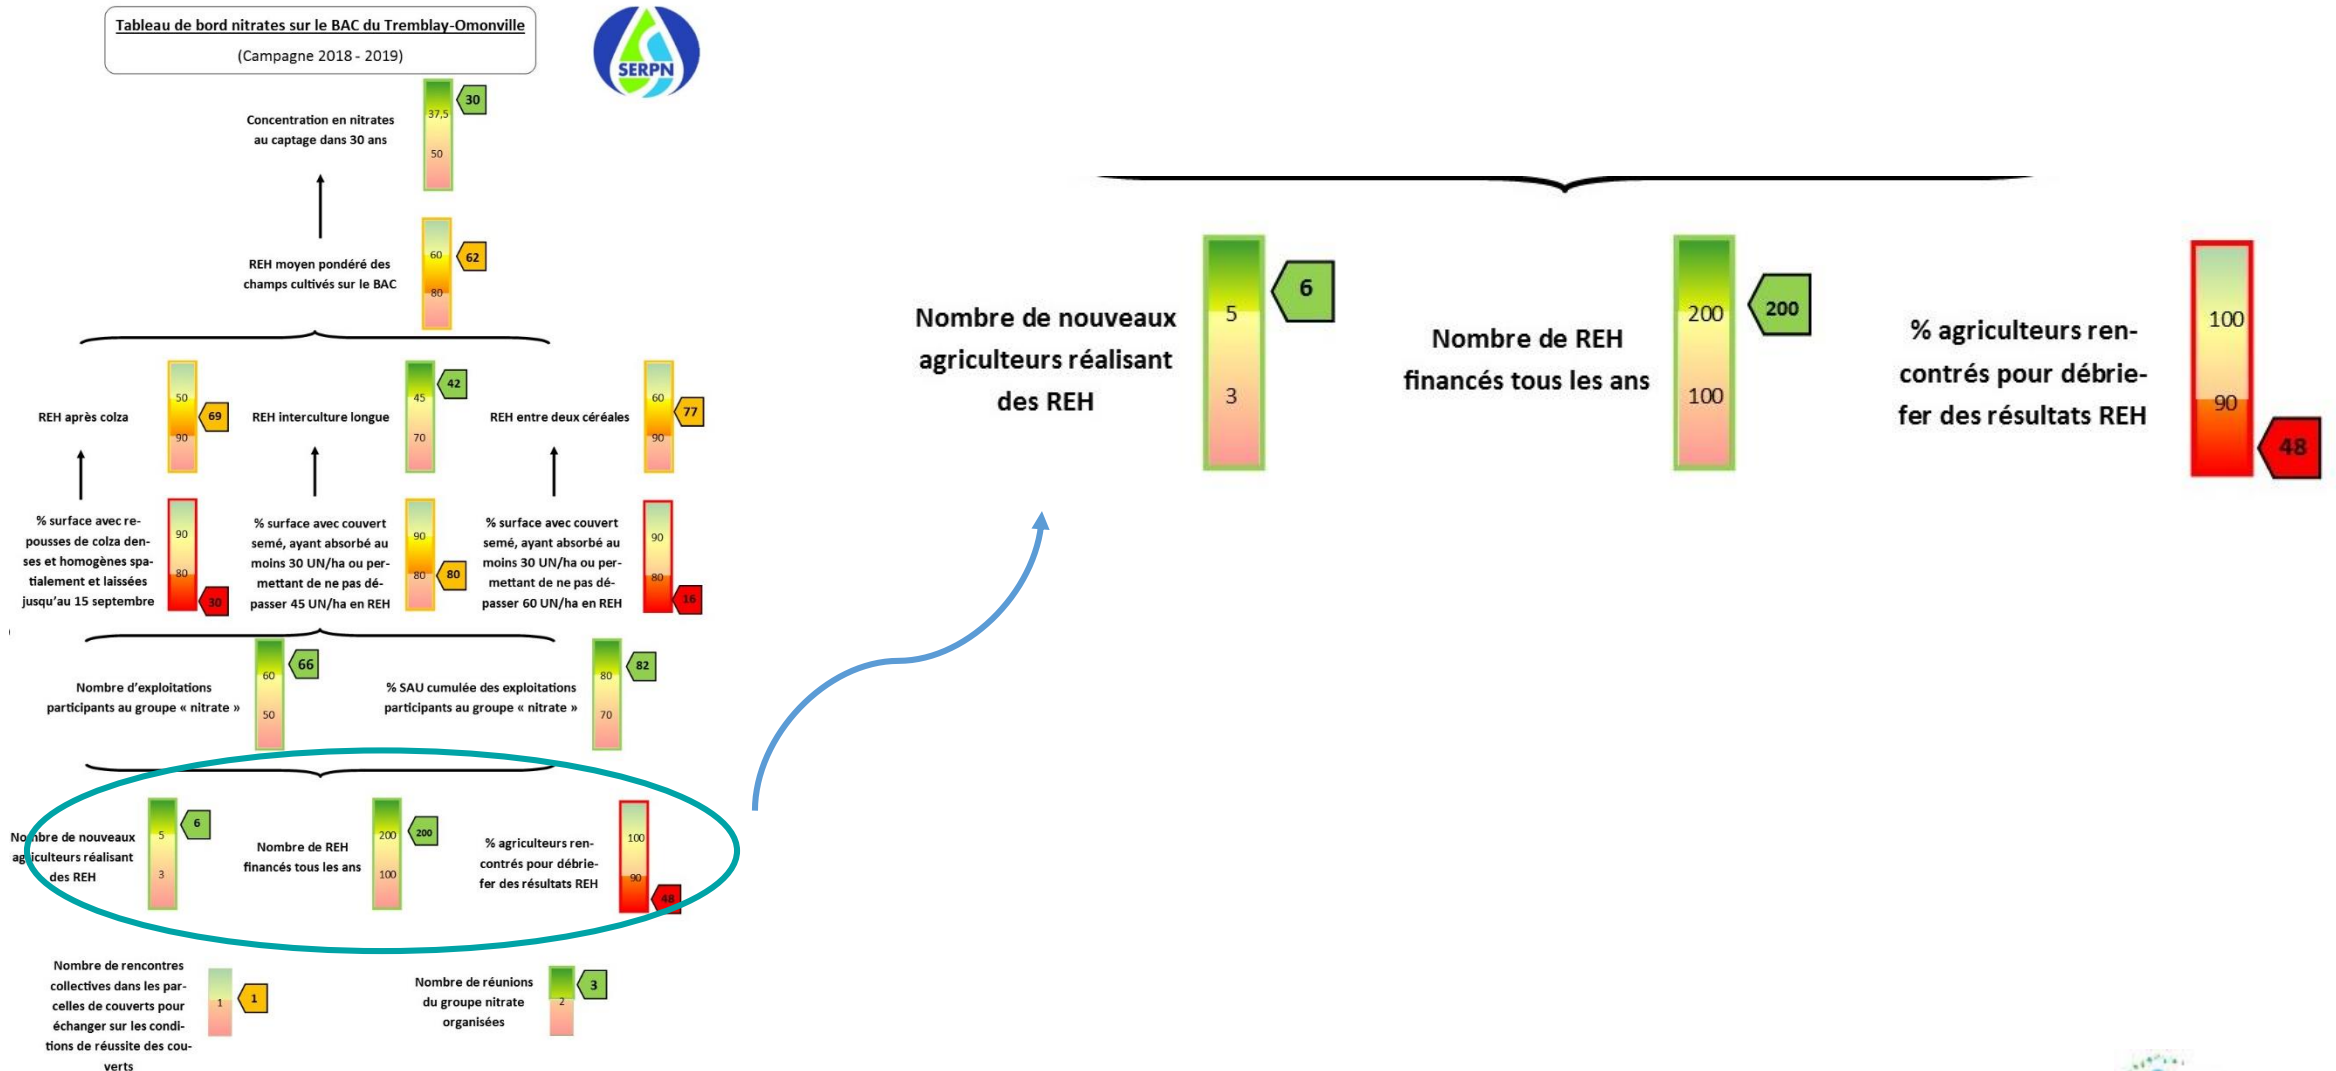 Tableau de bord nitrates sur le BAC du Tremblay-Omonville
(Campagne 2018 - 2019)
SERPN
Concentration en nitrates
au captage dans 30 ans
37,5
50
30
REH moyen pondéré des
champs cultivés sur le BAC
60
80
62
REH après colza
50
90
69
REH interculture longue
45
70
42
REH entre deux céréales
60
90
77
% surface avec re-
pousses de colza den-
ses et homogènes spa-
tialement et laissées
jusqu'au 15 septembre
90
80
30
% surface avec couvert
semé, ayant absorbé au
moins 30 UN/ha ou per-
mettant de ne pas dé-
passer 45 UN/ha en REH
90
80
80
% surface avec couvert
semé, ayant absorbé au
moins 30 UN/ha ou per-
mettant de ne pas dé-
passer 60 UN/ha en REH
90
80
16
Nombre d'exploitations
participants au groupe « nitrate »
60
50
66
% SAU cumulée des exploitations
participants au groupe « nitrate »
80
70
82
Nombre de nouveaux
agriculteurs réalisant
des REH
5
3
6
Nombre de REH
financés tous les ans
200
100
200
% agriculteurs ren-
contrés pour débrie-
fer des résultats REH
100
90
48
Nombre de rencontres
collectives dans les par-
celles de couverts pour
échanger sur les condi-
tions de réussite des cou-
verts
1
1
Nombre de réunions
du groupe nitrate
organisées
2
3
Nombre de nouveaux
agriculteurs réalisant
des REH
5
3
6
Nombre de REH
financés tous les ans
200
100
200
% agriculteurs ren-
contrés pour débrie-
fer des résultats REH
100
90
48